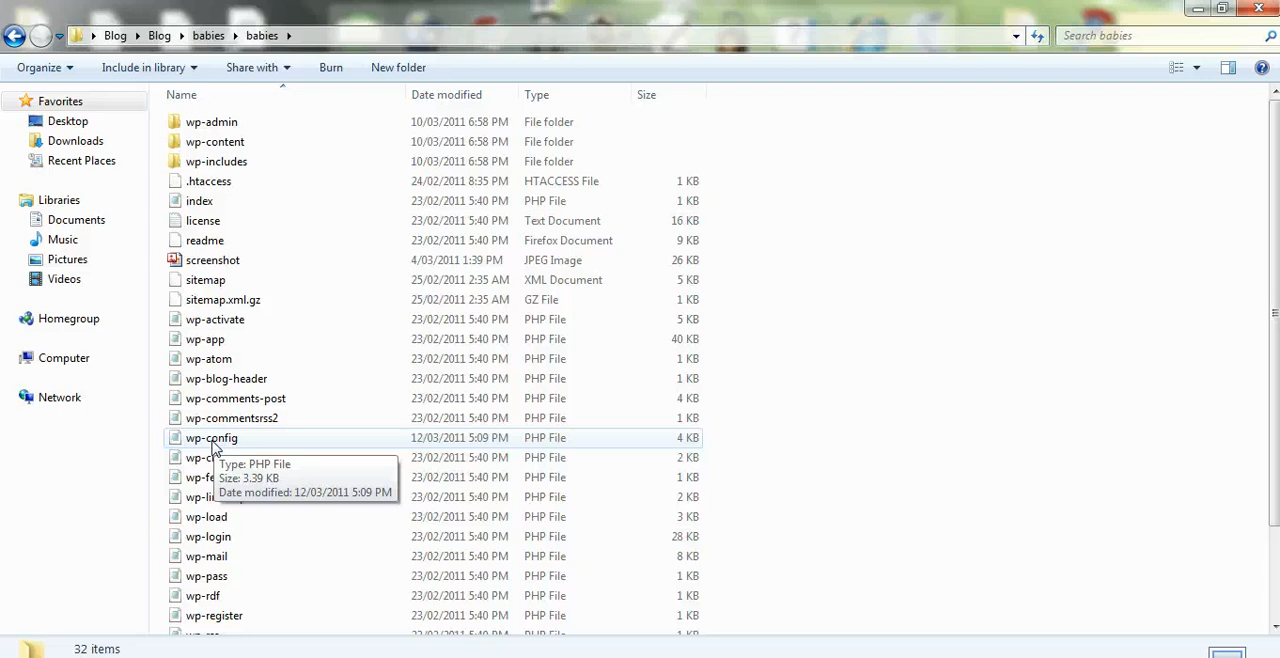 Blog Blog babies babies Search babies
Organize Include in library Share with Burn New folder
Name Date modified Type Size
Favorites
Desktop
Downloads
Recent Places
Libraries
Documents
Music
Pictures
Videos
Homegroup
Computer
Network
wp-admin 10/03/2011 6:58 PM File folder
wp-content 10/03/2011 6:58 PM File folder
wp-includes 10/03/2011 6:58 PM File folder
.htaccess 24/02/2011 8:35 PM HTACCESS File 1 KB
index 23/02/2011 5:40 PM PHP File 1 KB
license 23/02/2011 5:40 PM Text Document 16 KB
readme 23/02/2011 5:40 PM Firefox Document 9 KB
screenshot 4/03/2011 1:39 PM JPEG Image 26 KB
sitemap 25/02/2011 2:35 AM XML Document 5 KB
sitemap.xml.gz 25/02/2011 2:35 AM GZ File 1 KB
wp-activate 23/02/2011 5:40 PM PHP File 5 KB
wp-app 23/02/2011 5:40 PM PHP File 40 KB
wp-atom 23/02/2011 5:40 PM PHP File 1 KB
wp-blog-header 23/02/2011 5:40 PM PHP File 1 KB
wp-comments-post 23/02/2011 5:40 PM PHP File 4 KB
wp-commentsrss2 23/02/2011 5:40 PM PHP File 1 KB
wp-config 12/03/2011 5:09 PM PHP File 4 KB
23/02/2011 5:40 PM PHP File 2 KB
23/02/2011 5:40 PM PHP File 1 KB
23/02/2011 5:40 PM PHP File 2 KB
Type: PHP File
Size: 3.39 KB
Date modified: 12/03/2011 5:09 PM
wp-load 23/02/2011 5:40 PM PHP File 3 KB
wp-login 23/02/2011 5:40 PM PHP File 28 KB
wp-mail 23/02/2011 5:40 PM PHP File 8 KB
wp-pass 23/02/2011 5:40 PM PHP File 1 KB
wp-rdf 23/02/2011 5:40 PM PHP File 1 KB
wp-register 23/02/2011 5:40 PM PHP File 1 KB
32 items